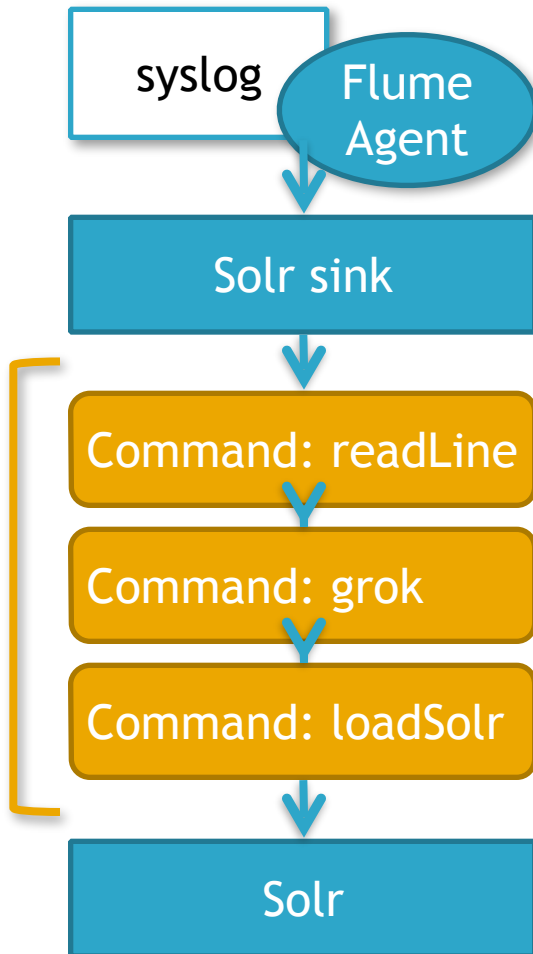 syslog
Flume
Agent
Solr sink
Command: readLine
Command: grok
Command: loadSolr
Solr